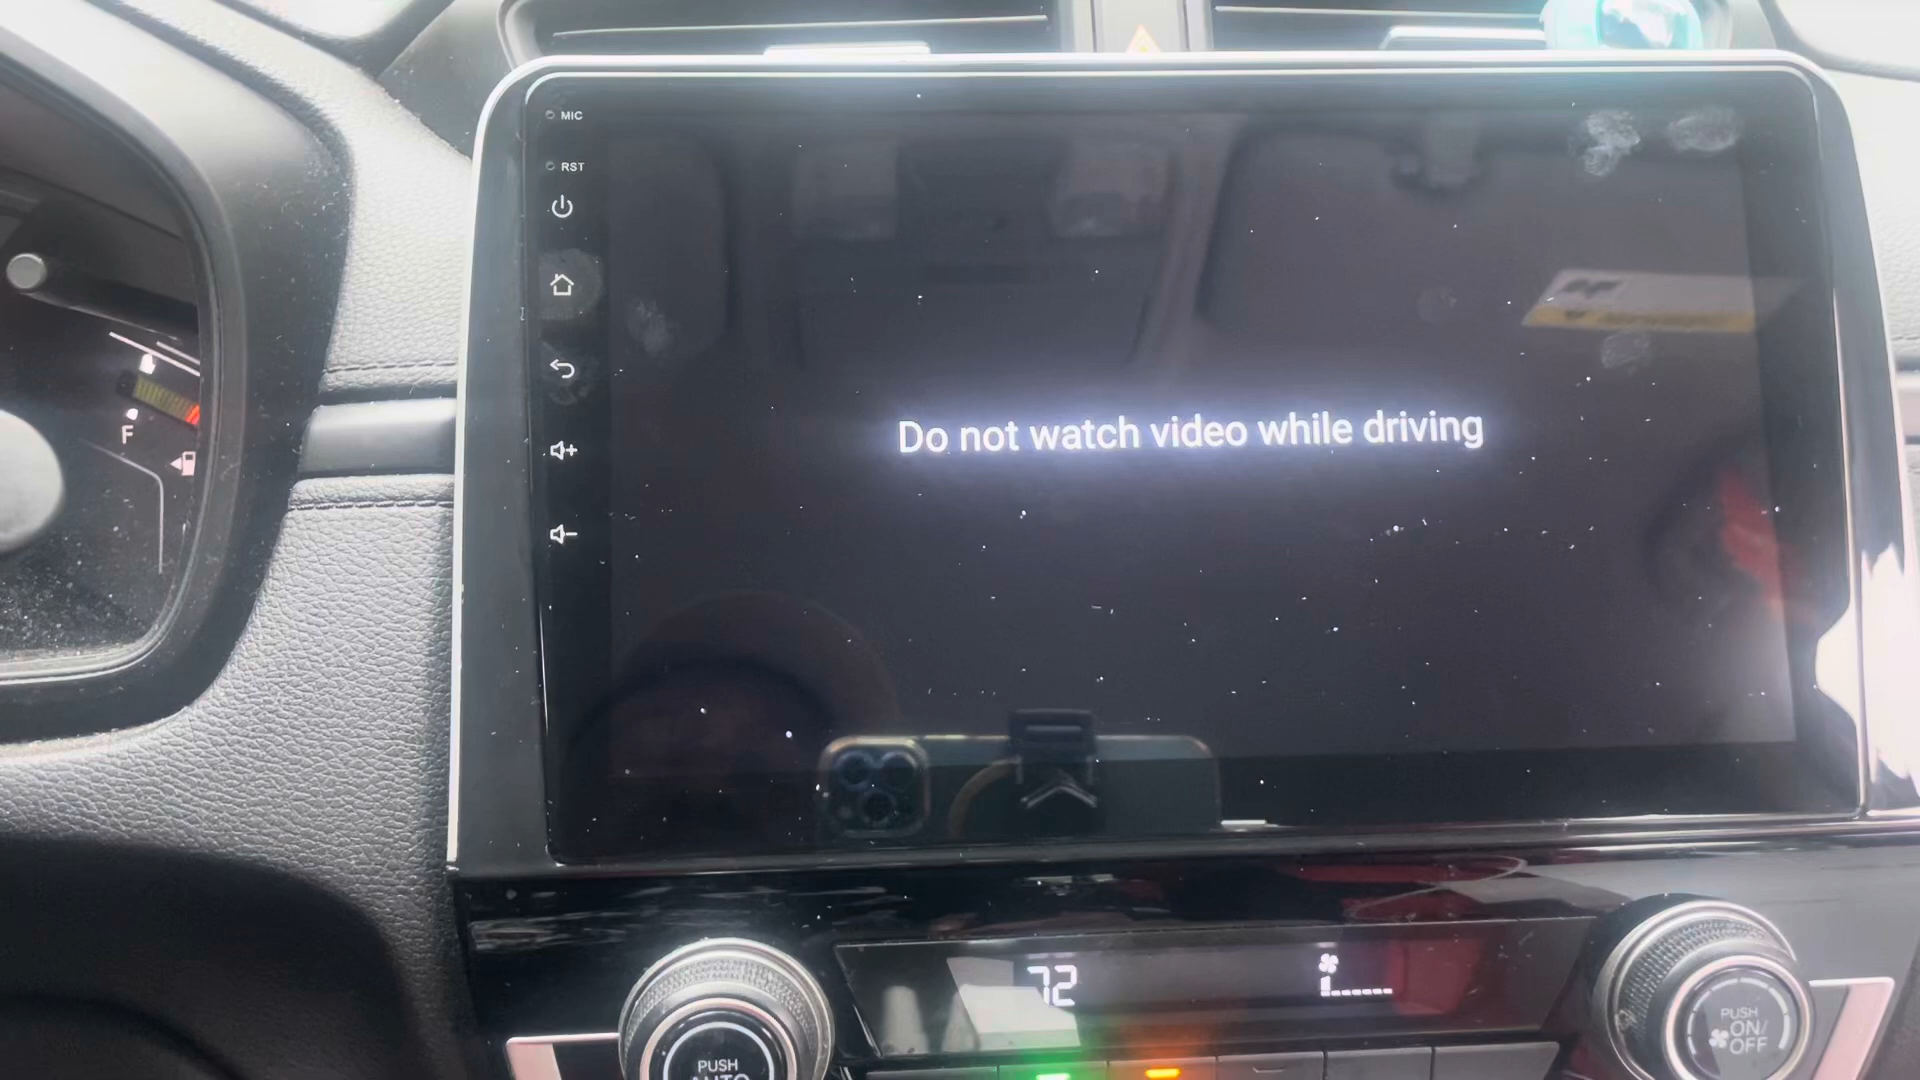 MIC
RST
F
Do not watch video while driving
72
PUSH
AUTO
PUSH
ON/
OFF